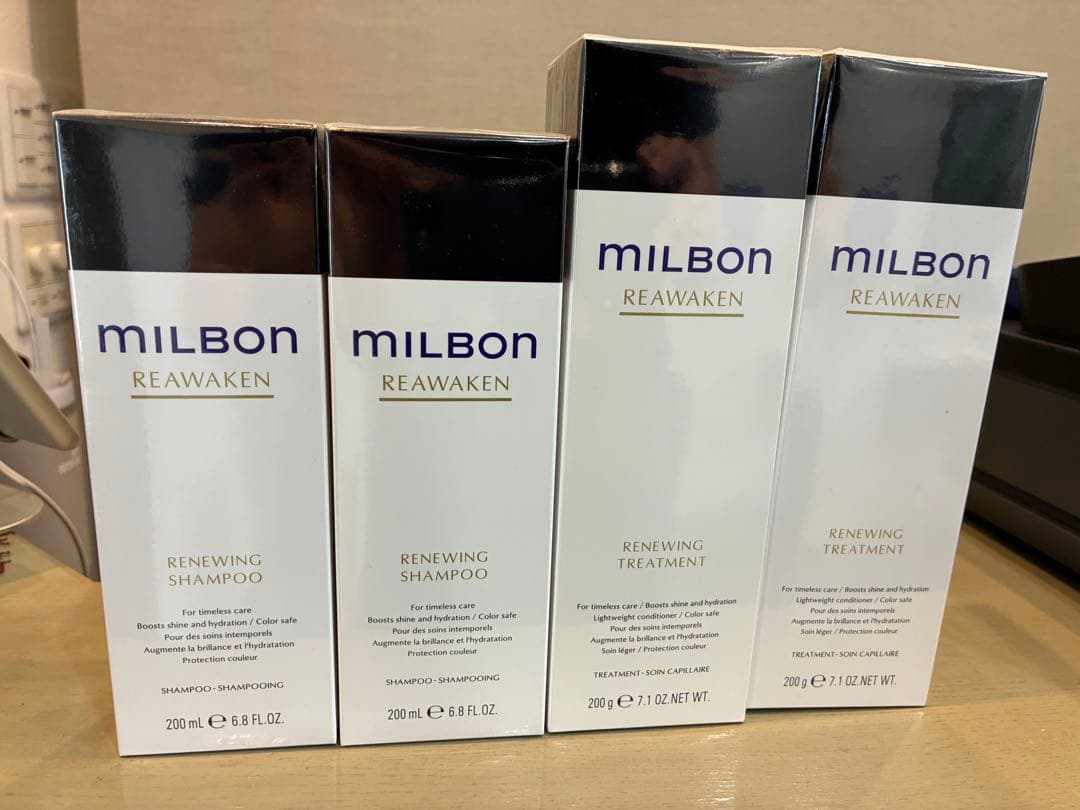 MILBON
REAWAKEN
RENEWING
SHAMPOO
For timeless care
Boosts shine and hydration / Color safe
Pour des soins intemporels
Augmente la brillance et l'hydratation
Protection couleur
SHAMPOO - SHAMPOOING
200 mL ℮ 6.8 FL.OZ.
MILBON
REAWAKEN
RENEWING
SHAMPOO
For timeless care
Boosts shine and hydration / Color safe
Pour des soins intemporels
Augmente la brillance et l'hydratation
Protection couleur
SHAMPOO - SHAMPOOING
200 mL ℮ 6.8 FL.OZ.
MILBON
REAWAKEN
RENEWING
TREATMENT
For timeless care / Boosts shine and hydration
Lightweight conditioner / Color safe
Pour des soins intemporels
Augmente la brillance et l'hydratation
Soin léger / Protection couleur
TREATMENT - SOIN CAPILLAIRE
200 g ℮ 7.1 OZ.NET WT.
MILBON
REAWAKEN
RENEWING
TREATMENT
For timeless care / Boosts shine and hydration
Lightweight conditioner / Color safe
Pour des soins intemporels
Augmente la brillance et l'hydratation
Soin léger / Protection couleur
TREATMENT - SOIN CAPILLAIRE
200 g ℮ 7.1 OZ.NET WT.